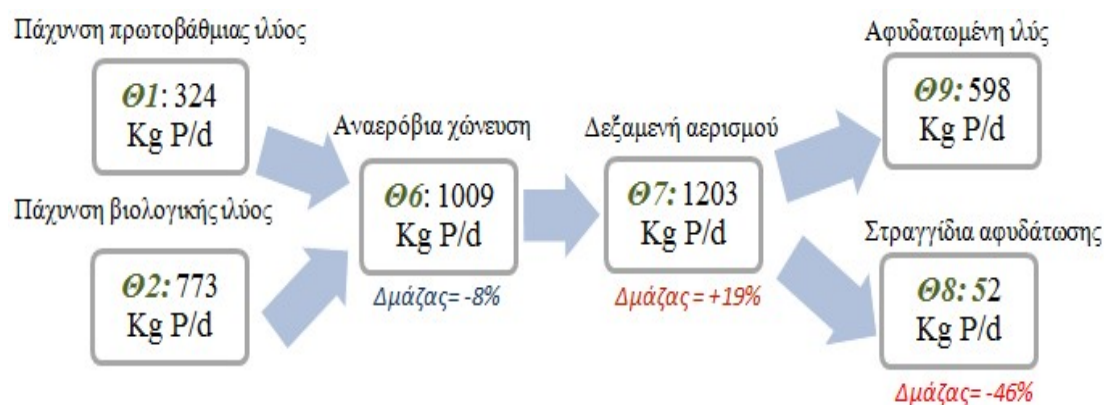 Πάχυνση πρωτοβάθμιας ιλύος
Θ1: 324
Kg P/d
Πάχυνση βιολογικής ιλύος
Θ2: 773
Kg P/d
Αναερόβια χώνευση
Θ6: 1009
Kg P/d
Δμάζας= -8%
Δεξαμενή αερισμού
Θ7: 1203
Kg P/d
Δμάζας = +19%
Αφυδατωμένη ιλύς
Θ9: 598
Kg P/d
Στραγγίδια αφυδάτωσης
Θ8: 52
Kg P/d
Δμάζας= -46%